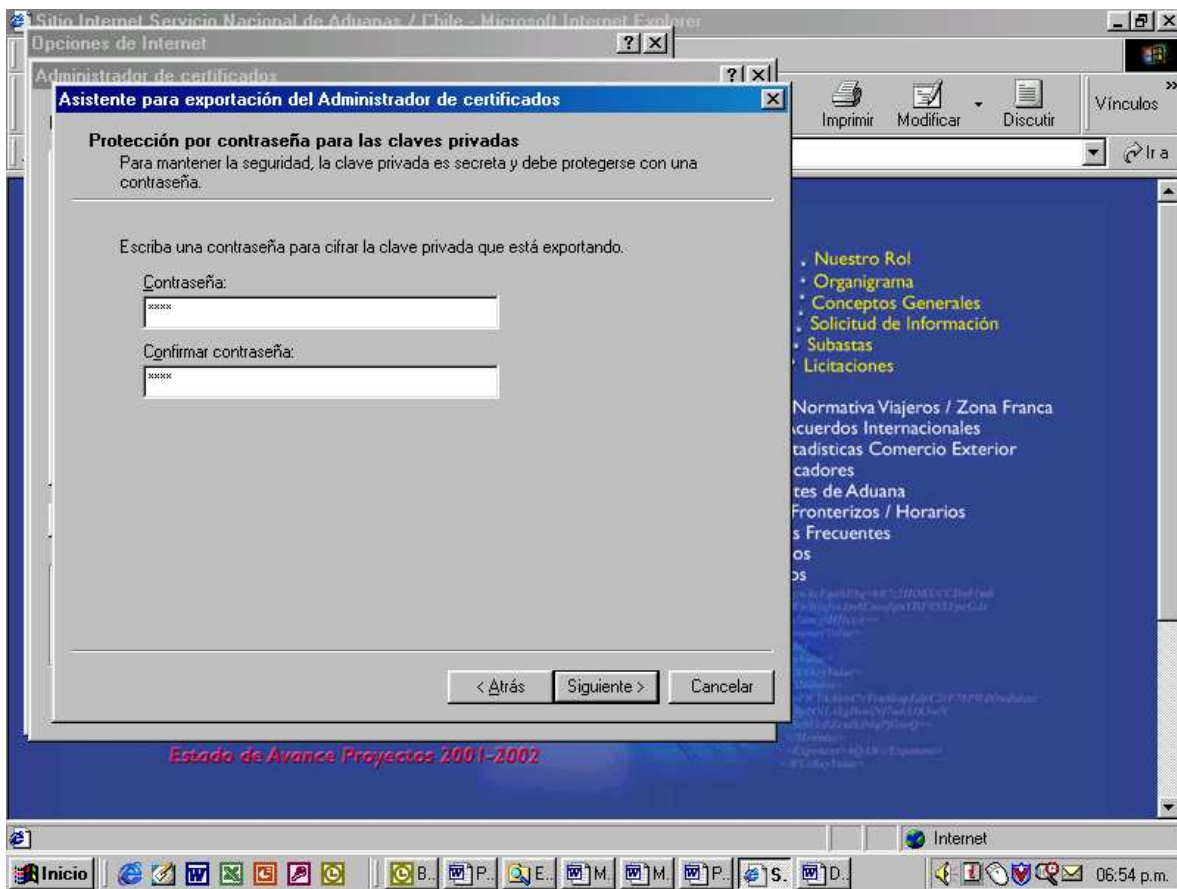 Sitio Internet Servicio Nacional de Aduanas / Chile - Microsoft Internet Explorer
Opciones de Internet
Administrador de certificados
Asistente para exportación del Administrador de certificados
Imprimir
Modificar
Discutir
Vínculos
Ir a
Protección por contraseña para las claves privadas
Para mantener la seguridad, la clave privada es secreta y debe protegerse con una
contraseña.
Escriba una contraseña para cifrar la clave privada que está exportando.
Contraseña:
××××
Confirmar contraseña:
××××
< Atrás
Siguiente >
Cancelar
Nuestro Rol
Organigrama
Conceptos Generales
Solicitud de Información
Subastas
Licitaciones
Normativa Viajeros / Zona Franca
cuerdos Internacionales
tadisticas Comercio Exterior
cadores
tes de Aduana
Fronterizos / Horarios
s Frecuentes
os
os
Estado de Avance Proyectos 2001-2002
Internet
Inicio
B..
P..
E..
M..
M..
P..
S..
D..
06:54 p.m.